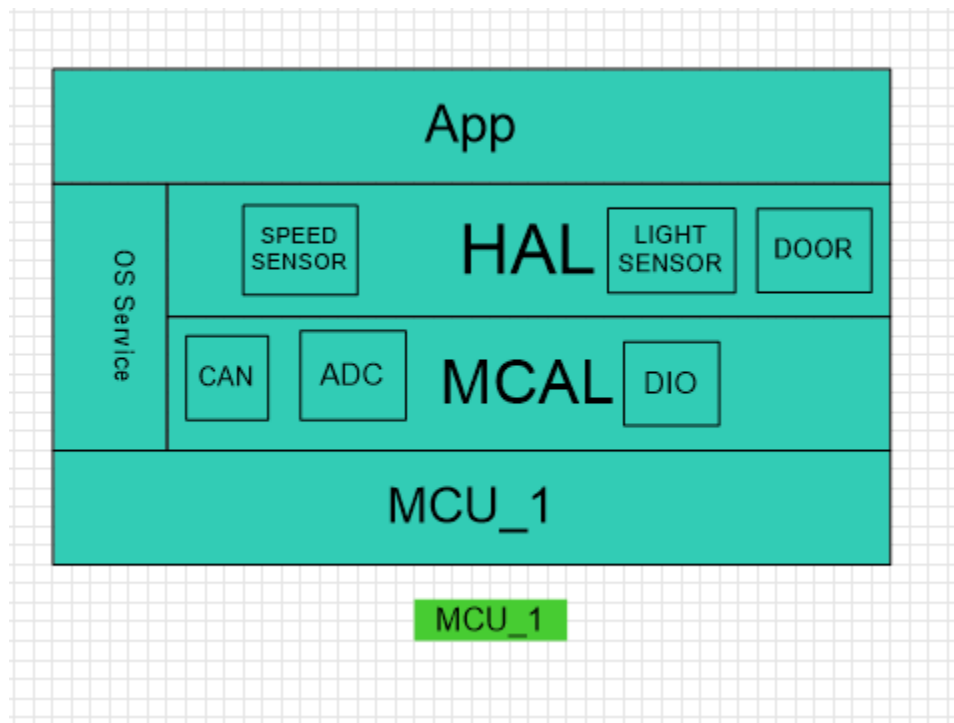 App
OS Service
SPEED
SENSOR
HAL
LIGHT
SENSOR
DOOR
CAN
ADC
MCAL
DIO
MCU_1
MCU_1